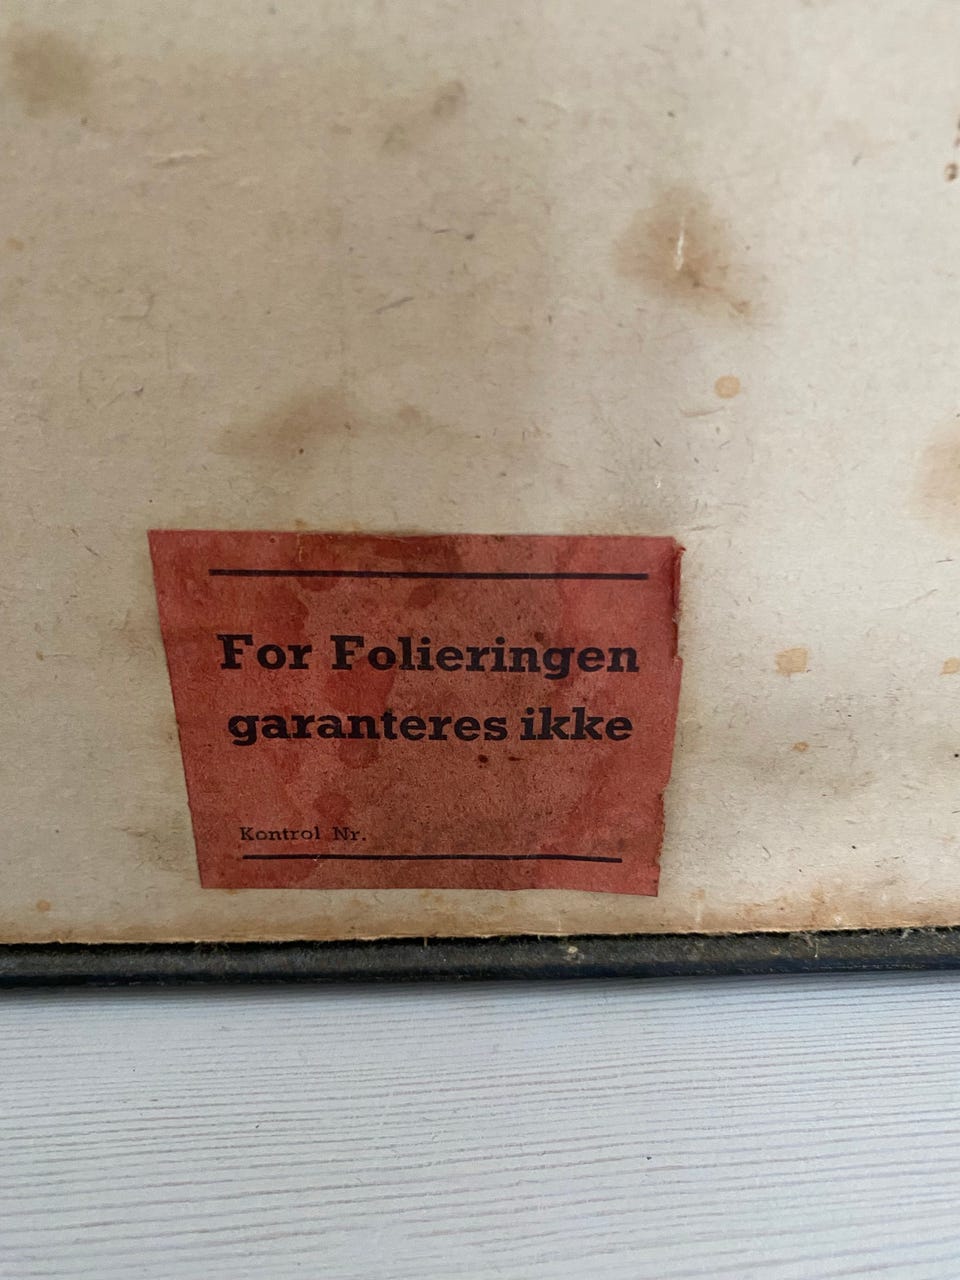 For Folieringen
garanteres ikke
Kontrol Nr.